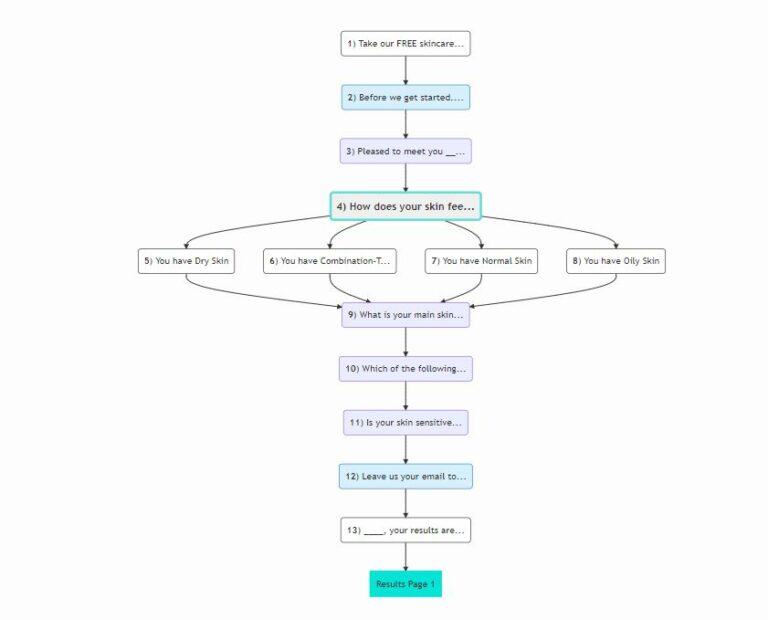 1) Take our FREE skincare...
2) Before we get started....
3) Pleased to meet you __...
4) How does your skin fee...
5) You have Dry Skin
6) You have Combination-T...
7) You have Normal Skin
8) You have Oily Skin
9) What is your main skin...
10) Which of the following...
11) Is your skin sensitive...
12) Leave us your email to...
13) ____, your results are...
Results Page 1